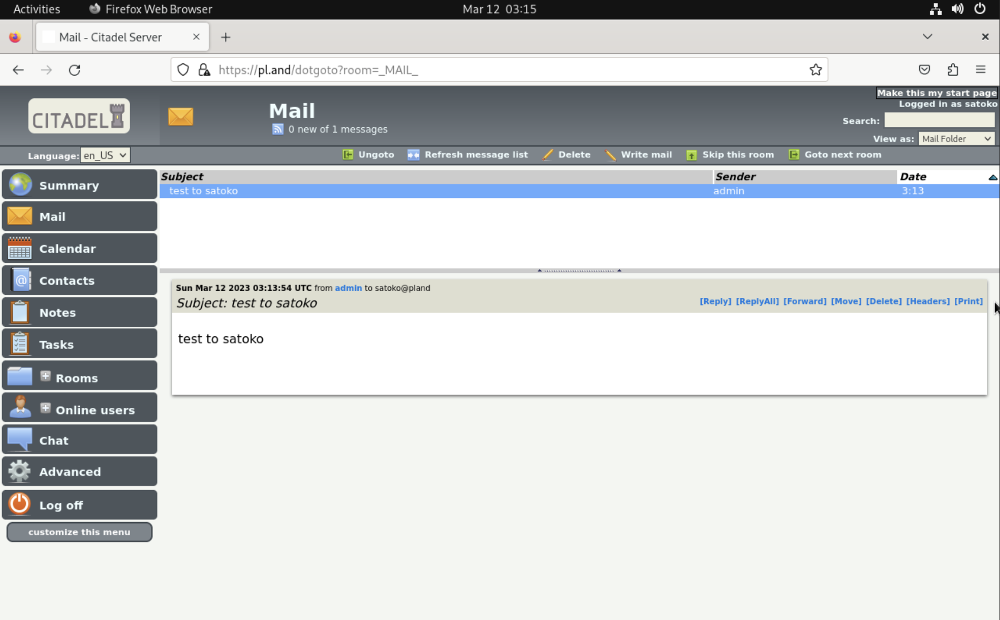 Activities Firefox Web Browser Mar 12 03:15
Mail - Citadel Server
https://pl.and/dotgoto?room=_MAIL_
CITADEL
Mail
0 new of 1 messages
Make this my start page
Logged in as satoko
Search:
View as: Mail Folder
Language: en_US Ungoto Refresh message list Delete Write mail Skip this room Goto next room
Summary
Mail
Calendar
Contacts
Notes
Tasks
Rooms
Online users
Chat
Advanced
Log off
customize this menu
Subject Sender Date
test to satoko admin 3:13
Sun Mar 12 2023 03:13:54 UTC from admin to satoko@pland
Subject: test to satoko
[Reply] [ReplyAll] [Forward] [Move] [Delete] [Headers] [Print]
test to satoko